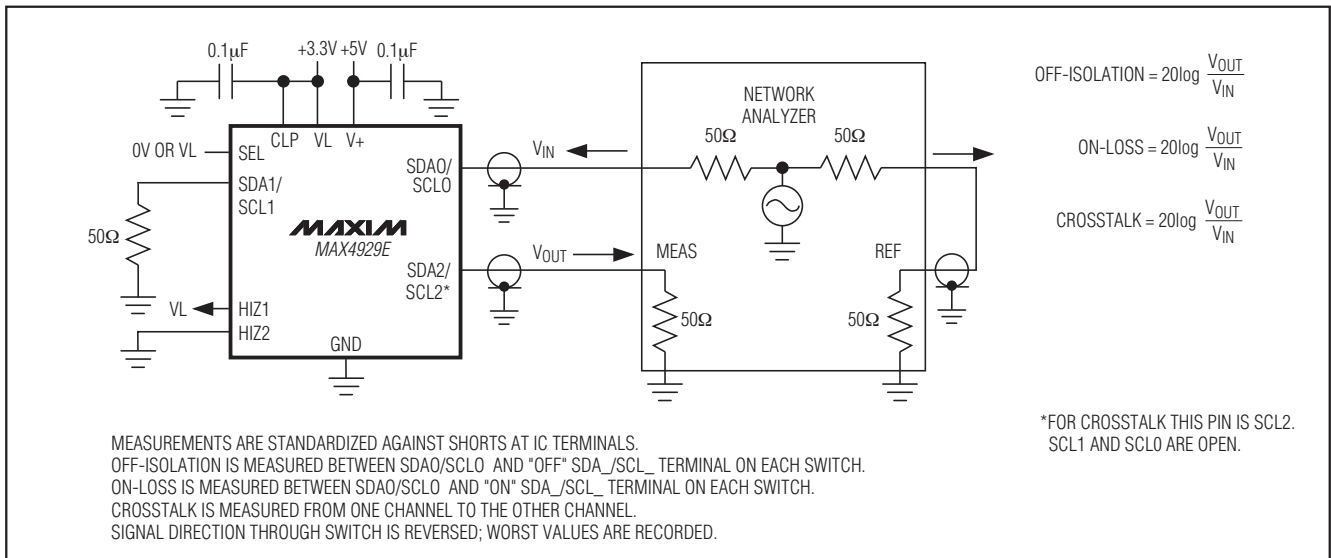 0.1µF
+3.3V +5V
0.1µF
CLP VL V+
0V OR VL
SEL
SDA1/
SCL1
50Ω
VL
HIZ1
HIZ2
MAXIM
MAX4929E
GND
SDA0/
SCL0
SDA2/
SCL2*
VIN
VOUT
NETWORK
ANALYZER
50Ω
50Ω
MEAS
REF
50Ω
50Ω
OFF-ISOLATION = 20log VOUT/VIN
ON-LOSS = 20log VOUT/VIN
CROSSTALK = 20log VOUT/VIN
*FOR CROSSTALK THIS PIN IS SCL2.
SCL1 AND SCL0 ARE OPEN.
MEASUREMENTS ARE STANDARDIZED AGAINST SHORTS AT IC TERMINALS.
OFF-ISOLATION IS MEASURED BETWEEN SDA0/SCL0 AND "OFF" SDA_/SCL_ TERMINAL ON EACH SWITCH.
ON-LOSS IS MEASURED BETWEEN SDA0/SCL0 AND "ON" SDA_/SCL_ TERMINAL ON EACH SWITCH.
CROSSTALK IS MEASURED FROM ONE CHANNEL TO THE OTHER CHANNEL.
SIGNAL DIRECTION THROUGH SWITCH IS REVERSED; WORST VALUES ARE RECORDED.